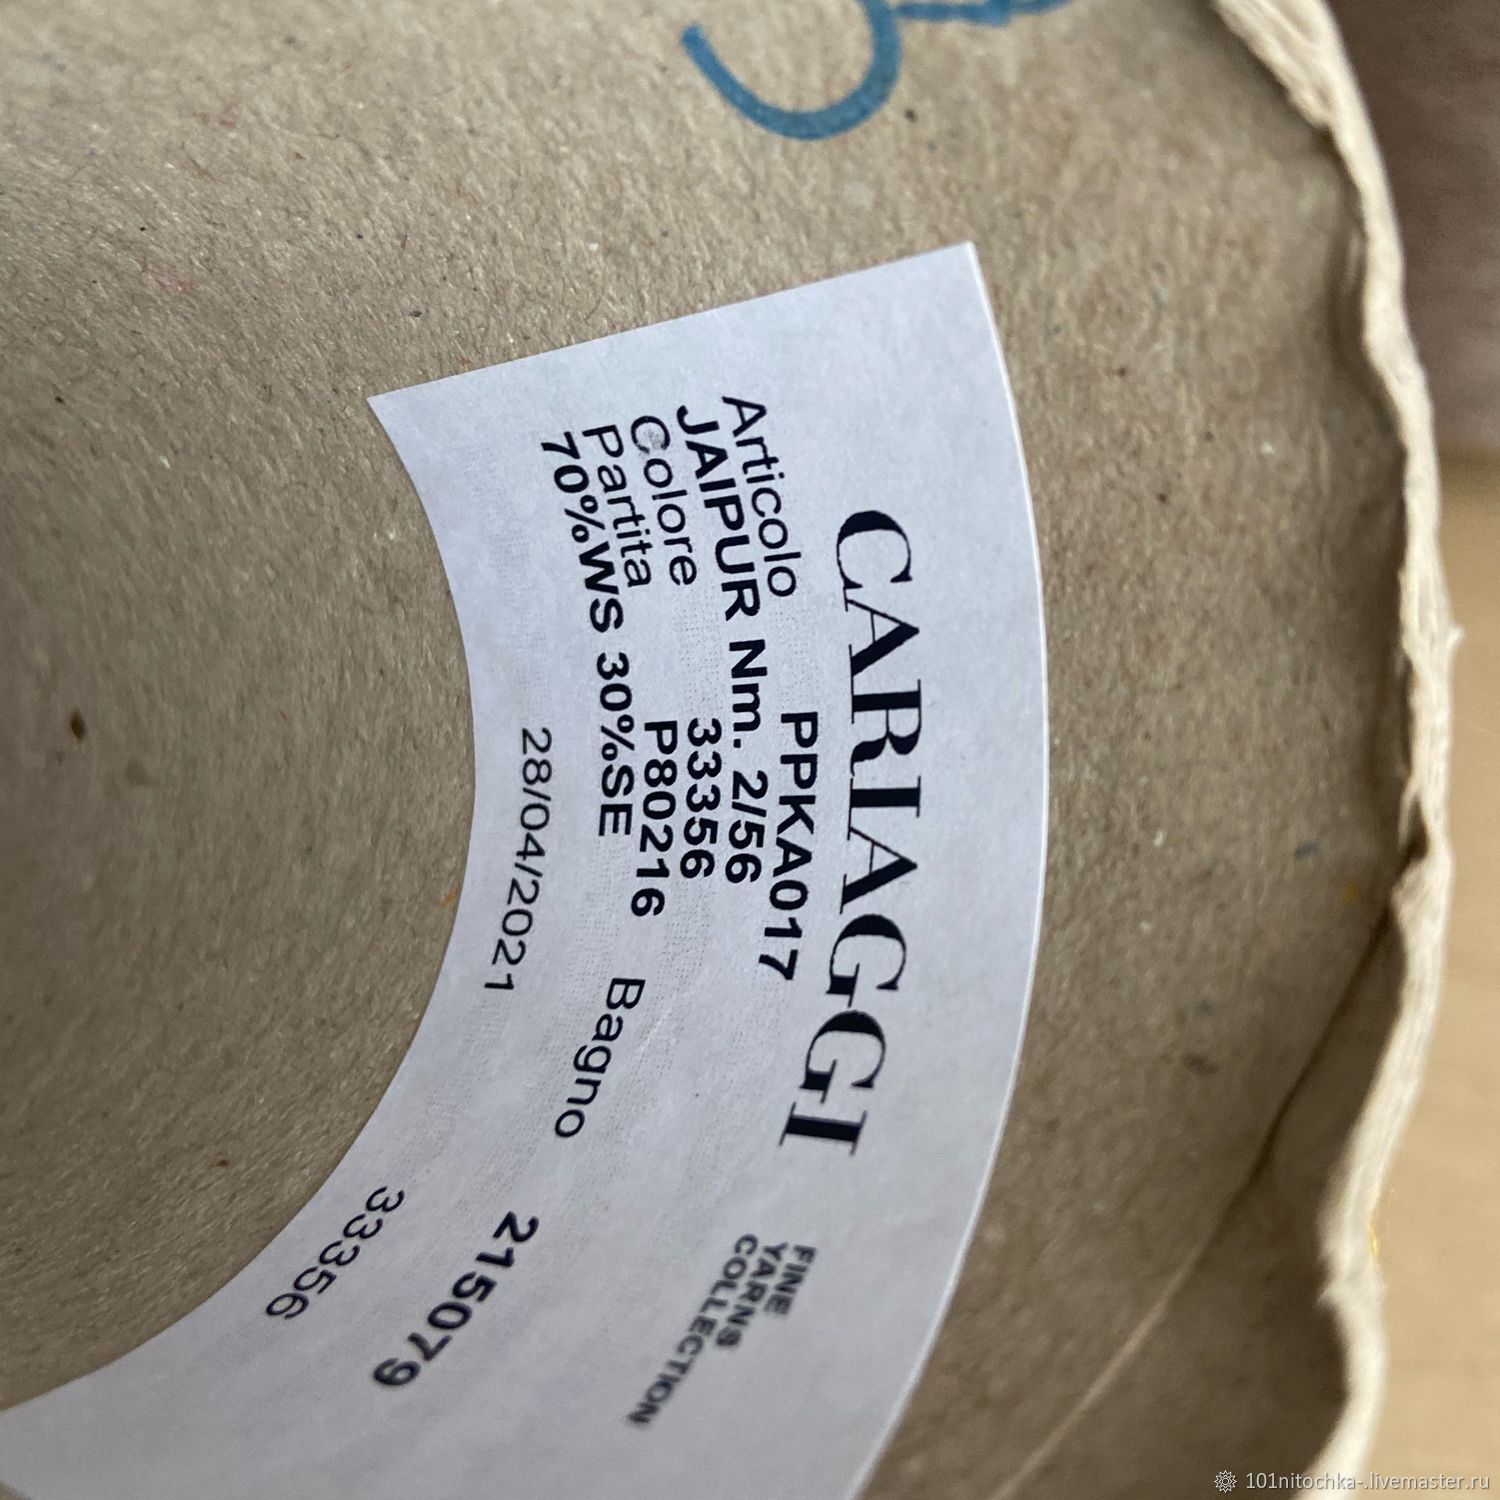 CARIAGGI
FINE
YARNS
COLLECTION
Articolo PPKA017
JAIPUR Nm. 2/56
Colore 33356
Partita P80216 Bagno 215079
70%WS 30%SE
28/04/2021 33356
101nitochka-.livemaster.ru